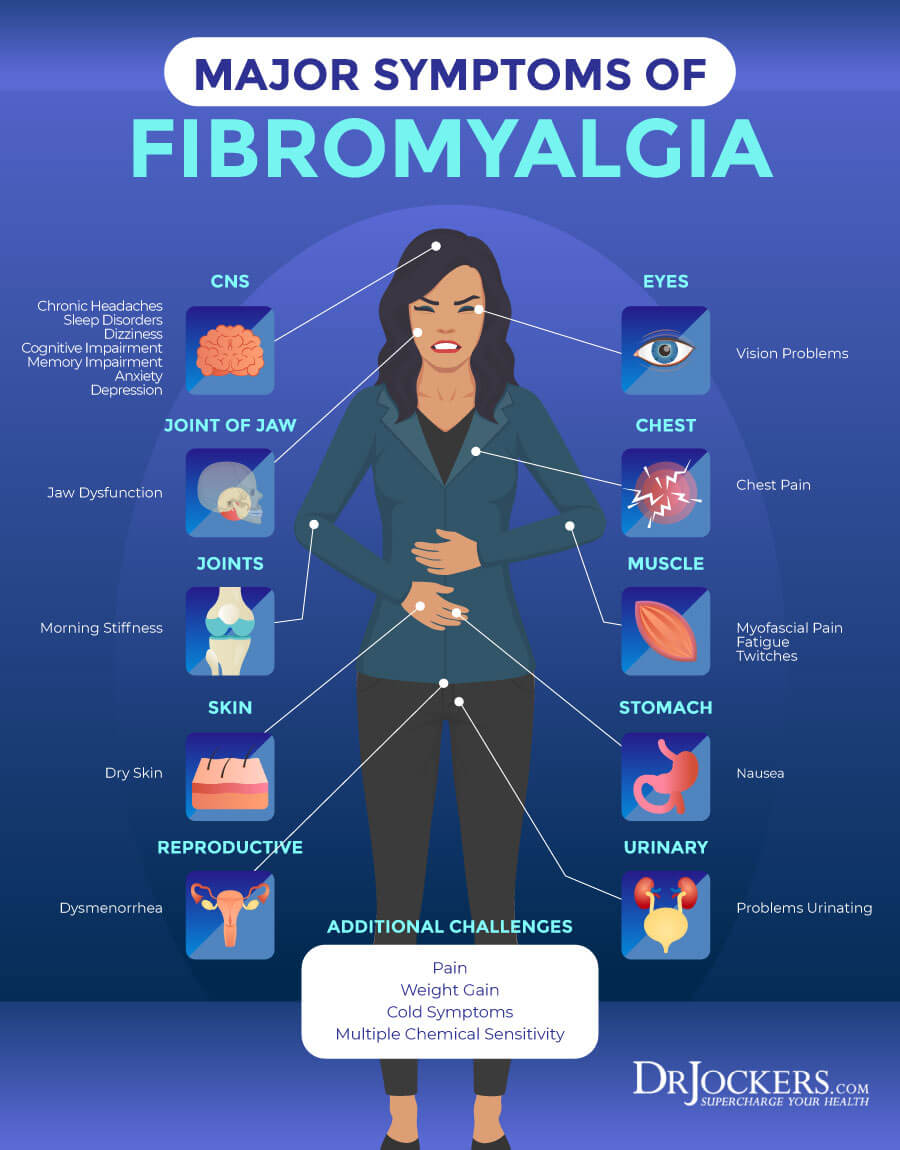 MAJOR SYMPTOMS OF
FIBROMYALGIA
CNS
Chronic Headaches
Sleep Disorders
Dizziness
Cognitive Impairment
Memory Impairment
Anxiety
Depression
JOINT OF JAW
Jaw Dysfunction
JOINTS
Morning Stiffness
SKIN
Dry Skin
REPRODUCTIVE
Dysmenorrhea
EYES
Vision Problems
CHEST
Chest Pain
MUSCLE
Myofascial Pain
Fatigue
Twitches
STOMACH
Nausea
URINARY
Problems Urinating
ADDITIONAL CHALLENGES
Pain
Weight Gain
Cold Symptoms
Multiple Chemical Sensitivity
DRJOCKERS.COM
SUPERCHARGE YOUR HEALTH